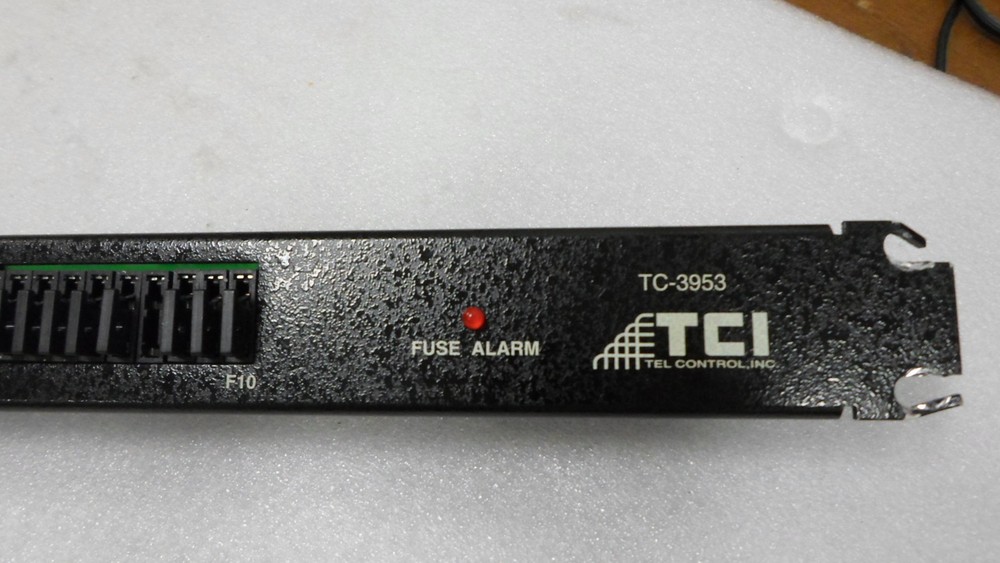 TC-3953
TCI
TEL CONTROL,INC
FUSE ALARM
F10